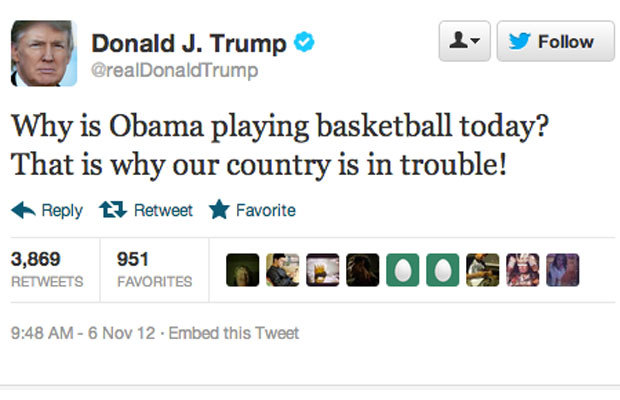 Donald J. Trump
@realDonaldTrump
Follow
Why is Obama playing basketball today?
That is why our country is in trouble!
Reply Retweet Favorite
3,869 951
RETWEETS FAVORITES
9:48 AM - 6 Nov 12 · Embed this Tweet